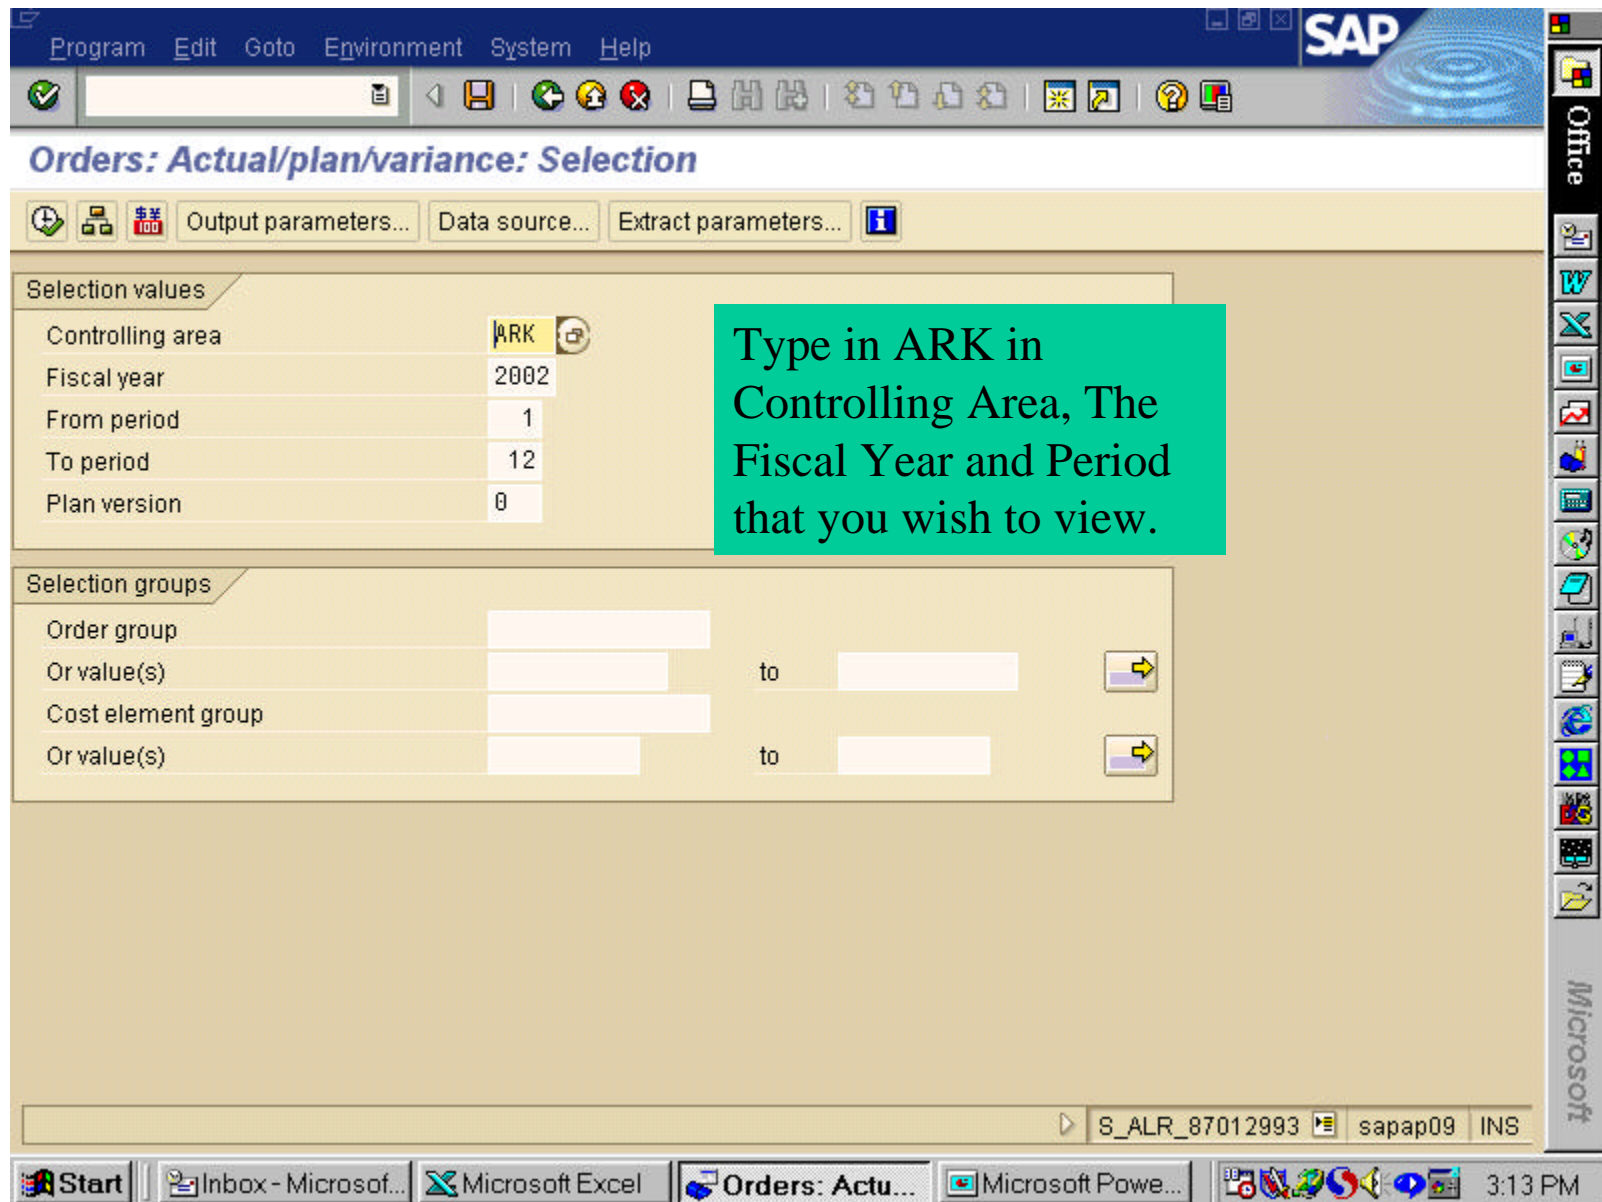 Program Edit Goto Environment System Help
SAP
Orders: Actual/plan/variance: Selection
Output parameters... Data source... Extract parameters...
Selection values
Controlling area ARK
Fiscal year 2002
From period 1
To period 12
Plan version 0
Type in ARK in
Controlling Area, The
Fiscal Year and Period
that you wish to view.
Selection groups
Order group
Or value(s) to
Cost element group
Or value(s) to
S_ALR_87012993 sapap09 INS
Start Inbox - Microsof... Microsoft Excel Orders: Actu... Microsoft Powe... 3:13 PM
Office
Microsoft